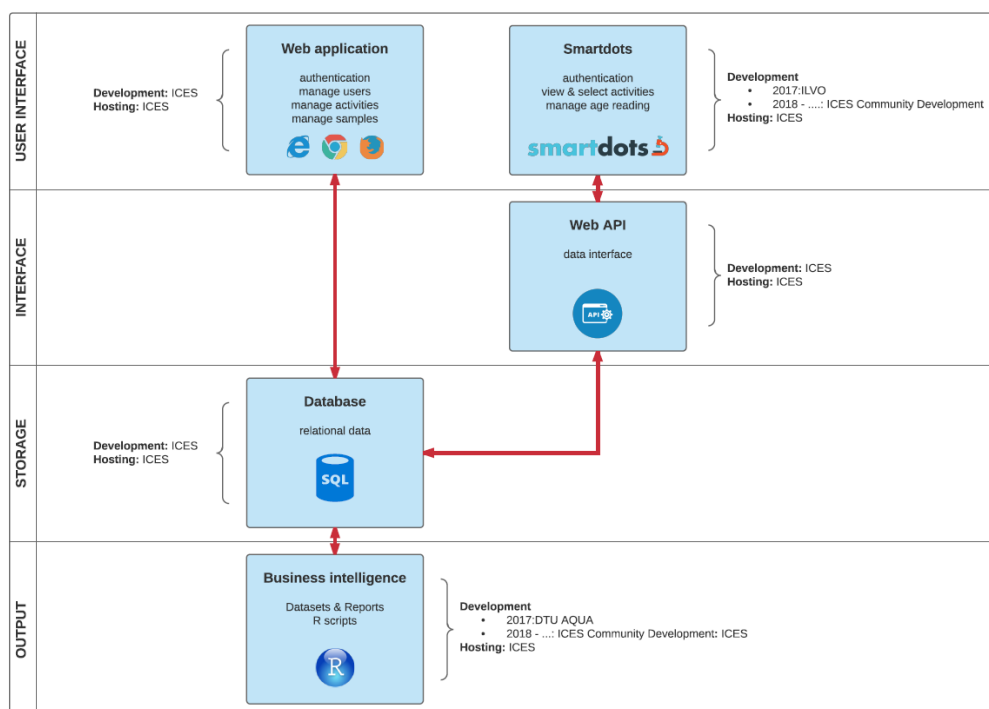 USER INTERFACE
Web application
authentication
manage users
manage activities
manage samples
Development: ICES
Hosting: ICES
Smartdots
authentication
view & select activities
manage age reading
smartdots
Development
• 2017:ILVO
• 2018 - ....: ICES Community Development
Hosting: ICES
INTERFACE
Web API
data interface
API
Development: ICES
Hosting: ICES
STORAGE
Database
relational data
SQL
Development: ICES
Hosting: ICES
OUTPUT
Business intelligence
Datasets & Reports
R scripts
R
Development
• 2017:DTU AQUA
• 2018 - ...: ICES Community Development: ICES
Hosting: ICES